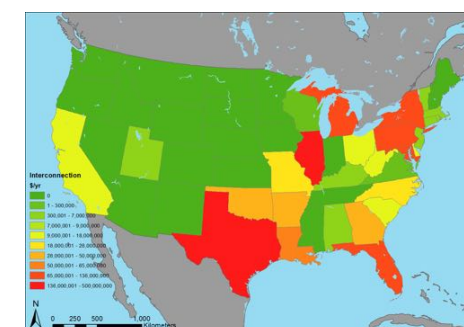 Interconnection
$/yr
0
1 - 300,000
300,001 - 7,000,000
7,000,001 - 9,000,000
9,000,001 - 16,000,000
16,000,001 - 28,000,000
28,000,001 - 50,000,000
50,000,001 - 65,000,000
65,000,001 - 138,000,000
138,000,001 - 500,000,000
N
0 250 500 1,000
Kilometers